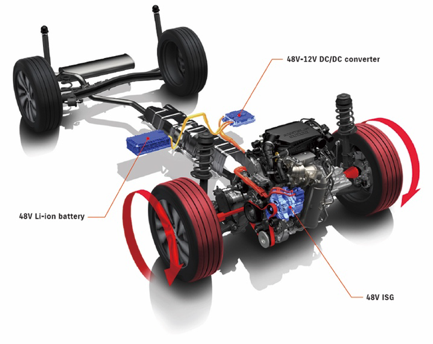 48V-12V DC/DC converter
48V Li-ion battery
48V ISG